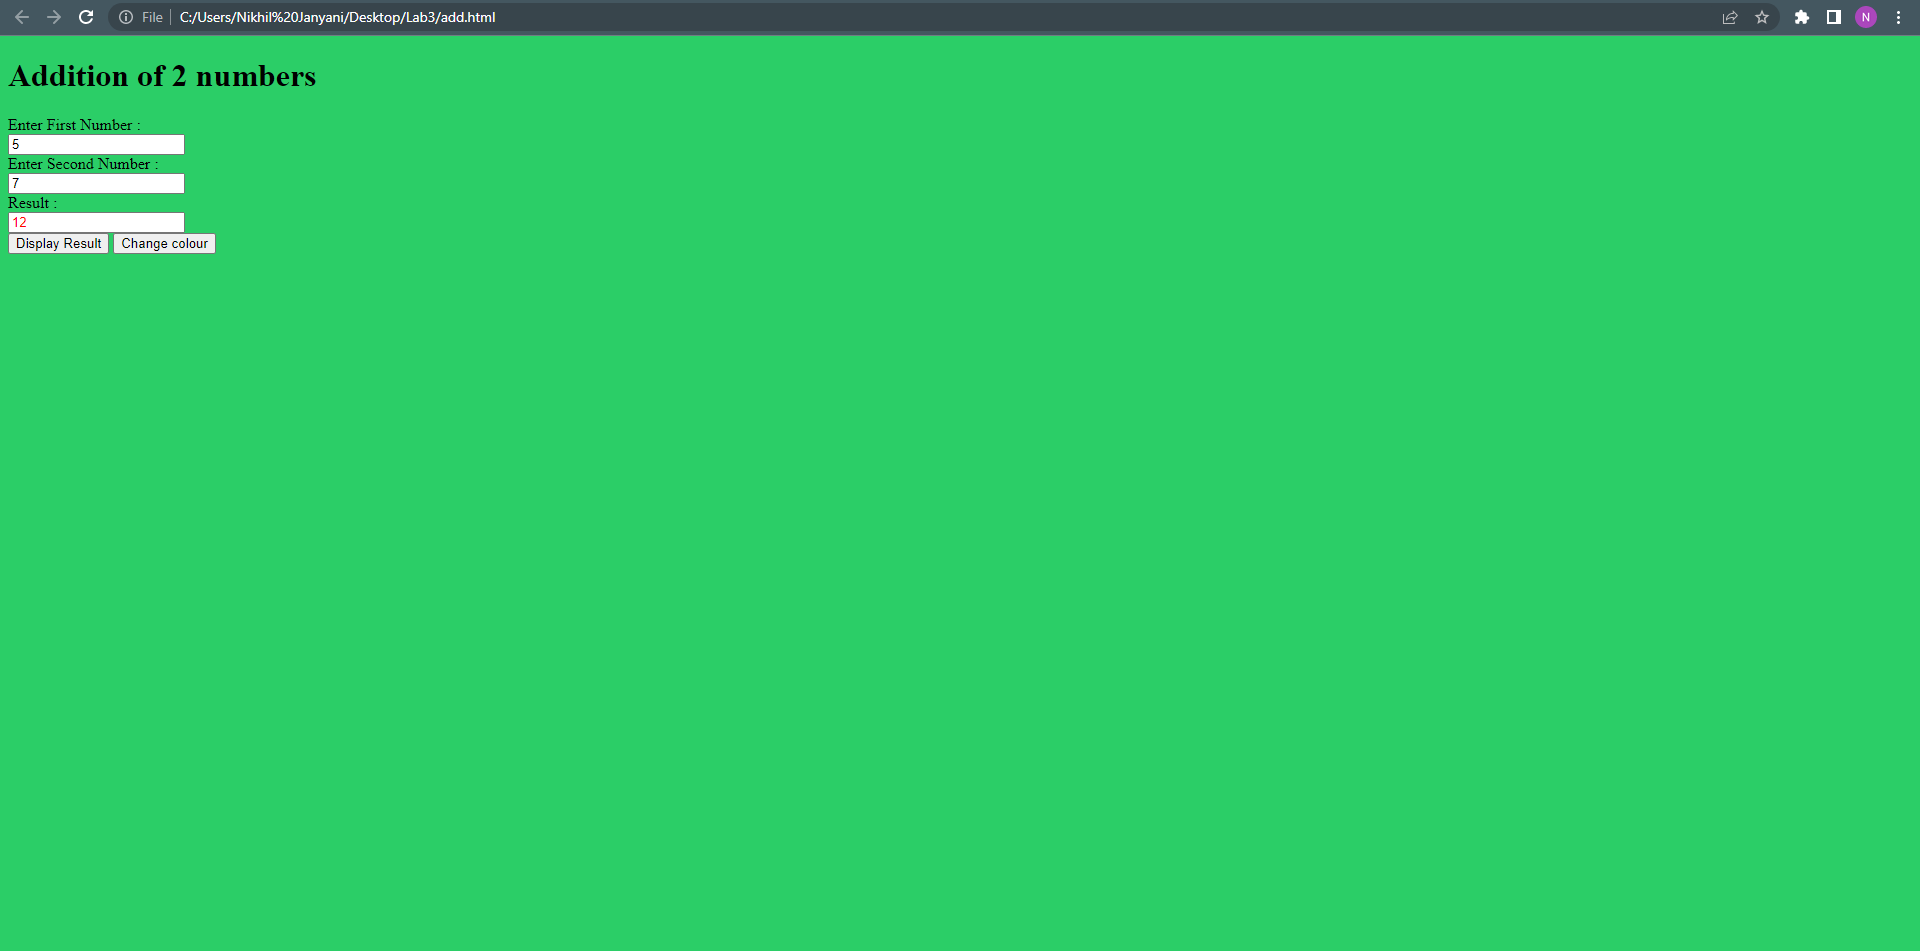 File C:/Users/Nikhil%20Janyani/Desktop/Lab3/add.html N
Addition of 2 numbers
Enter First Number :
5
Enter Second Number :
7
Result :
12
Display Result Change colour